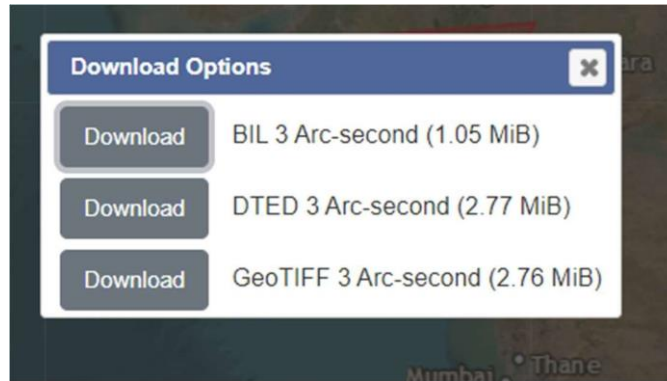 Download Options
ara
Download BIL 3 Arc-second (1.05 MiB)
Download DTED 3 Arc-second (2.77 MiB)
Download GeoTIFF 3 Arc-second (2.76 MiB)
Mumbai
Thane